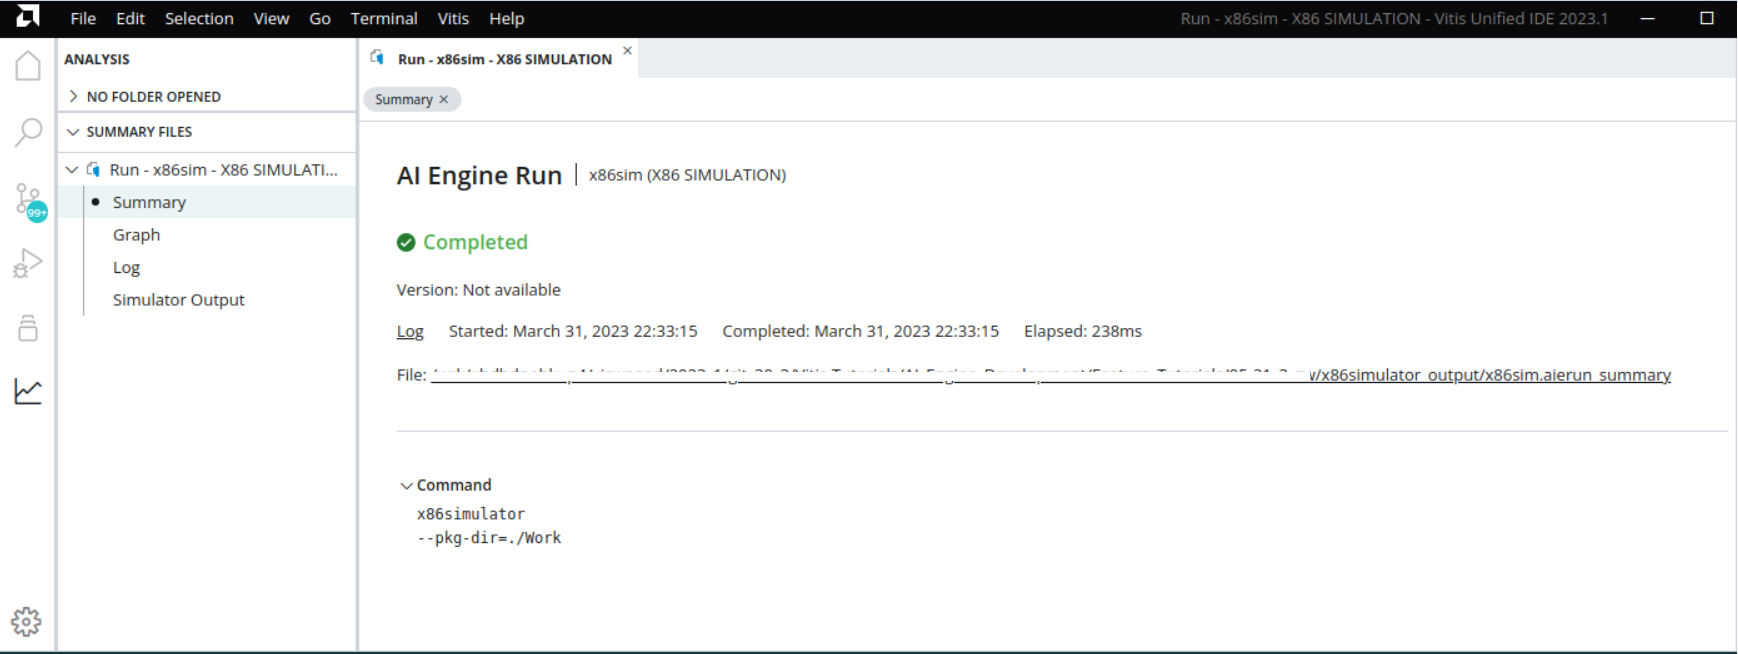 File Edit Selection View Go Terminal Vitis Help Run - x86sim - X86 SIMULATION - Vitis Unified IDE 2023.1
ANALYSIS
NO FOLDER OPENED
SUMMARY FILES
Run - x86sim - X86 SIMULATI...
Summary
Graph
Log
Simulator Output
99+
Run - x86sim - X86 SIMULATION
Summary
AI Engine Run | x86sim (X86 SIMULATION)
Completed
Version: Not available
Log Started: March 31, 2023 22:33:15 Completed: March 31, 2023 22:33:15 Elapsed: 238ms
File: /x86simulator_output/x86sim.aierun_summary
Command
x86simulator
--pkg-dir=./Work